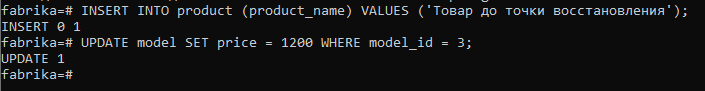 fabrika=# INSERT INTO product (product_name) VALUES ('Товар до точки восстановления');
INSERT 0 1
fabrika=# UPDATE model SET price = 1200 WHERE model_id = 3;
UPDATE 1
fabrika=#